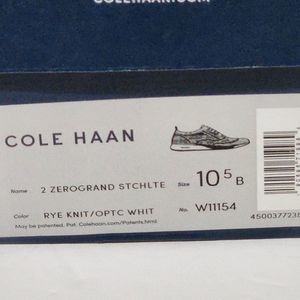 COLEHAAN.COM
COLE HAAN
Name 2 ZEROGRAND STCHLTE Size 10 5 B
Color RYE KNIT/OPTC WHIT No. W11154
May be patented. Pat. ColeHaan.com/Patents.html